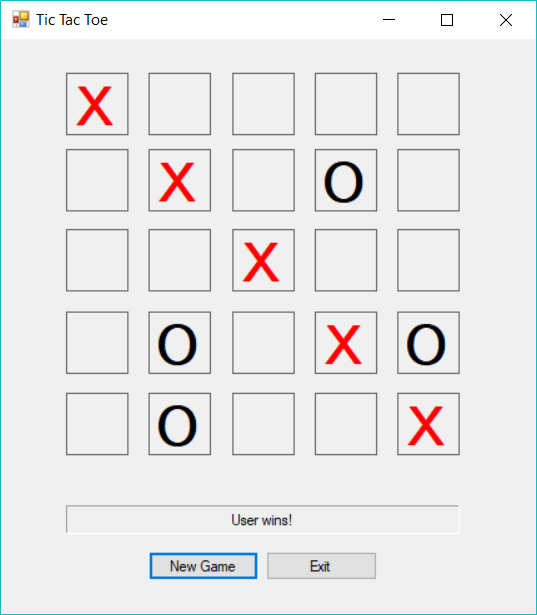 Tic Tac Toe
X
X O
X
O X O
O X
User wins!
New Game Exit